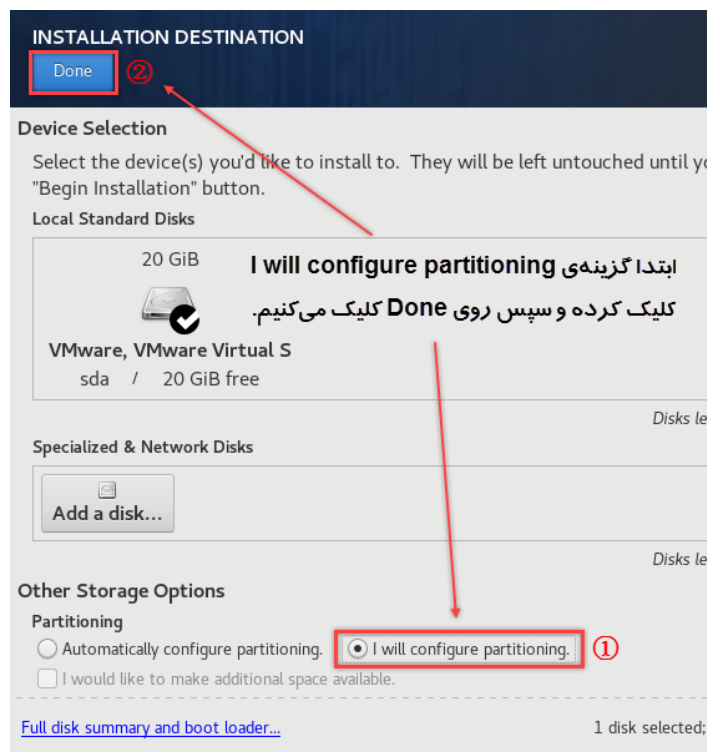 INSTALLATION DESTINATION
Done
②
Device Selection
Select the device(s) you'd like to install to. They will be left untouched until
"Begin Installation" button.
Local Standard Disks
20 GiB
ابتدا گزینه‌ی I will configure partitioning
کلیک کرده و سپس روی Done کلیک می‌کنیم.
VMware, VMware Virtual S
sda / 20 GiB free
Disks
Specialized & Network Disks
Add a disk...
Disks
Other Storage Options
Partitioning
Automatically configure partitioning. I will configure partitioning. ①
I would like to make additional space available.
Full disk summary and boot loader...
1 disk selected;